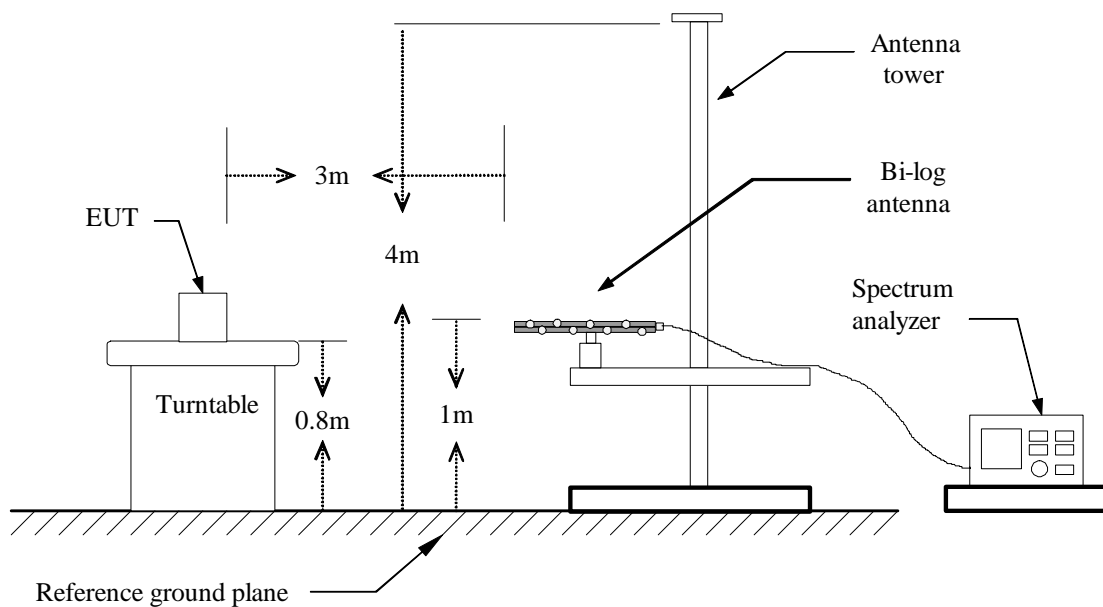 Antenna
tower
3m
Bi-log
antenna
EUT
4m
Spectrum
analyzer
Turntable
0.8m
1m
Reference ground plane